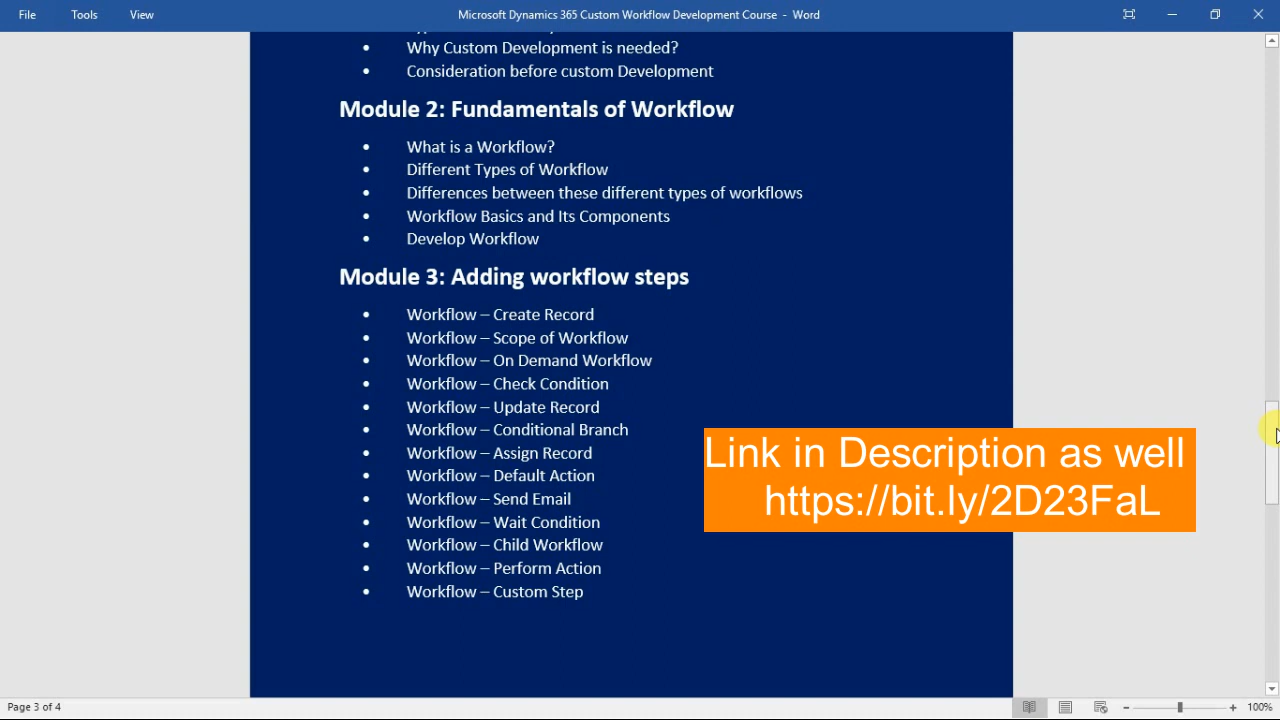 File Tools View Microsoft Dynamics 365 Custom Workflow Development Course - Word
• Why Custom Development is needed?
• Consideration before custom Development
Module 2: Fundamentals of Workflow
• What is a Workflow?
• Different Types of Workflow
• Differences between these different types of workflows
• Workflow Basics and Its Components
• Develop Workflow
Module 3: Adding workflow steps
• Workflow – Create Record
• Workflow – Scope of Workflow
• Workflow – On Demand Workflow
• Workflow – Check Condition
• Workflow – Update Record
• Workflow – Conditional Branch
• Workflow – Assign Record
• Workflow – Default Action
• Workflow – Send Email
• Workflow – Wait Condition
• Workflow – Child Workflow
• Workflow – Perform Action
• Workflow – Custom Step
Link in Description as well
https://bit.ly/2D23FaL
Page 3 of 4 100%